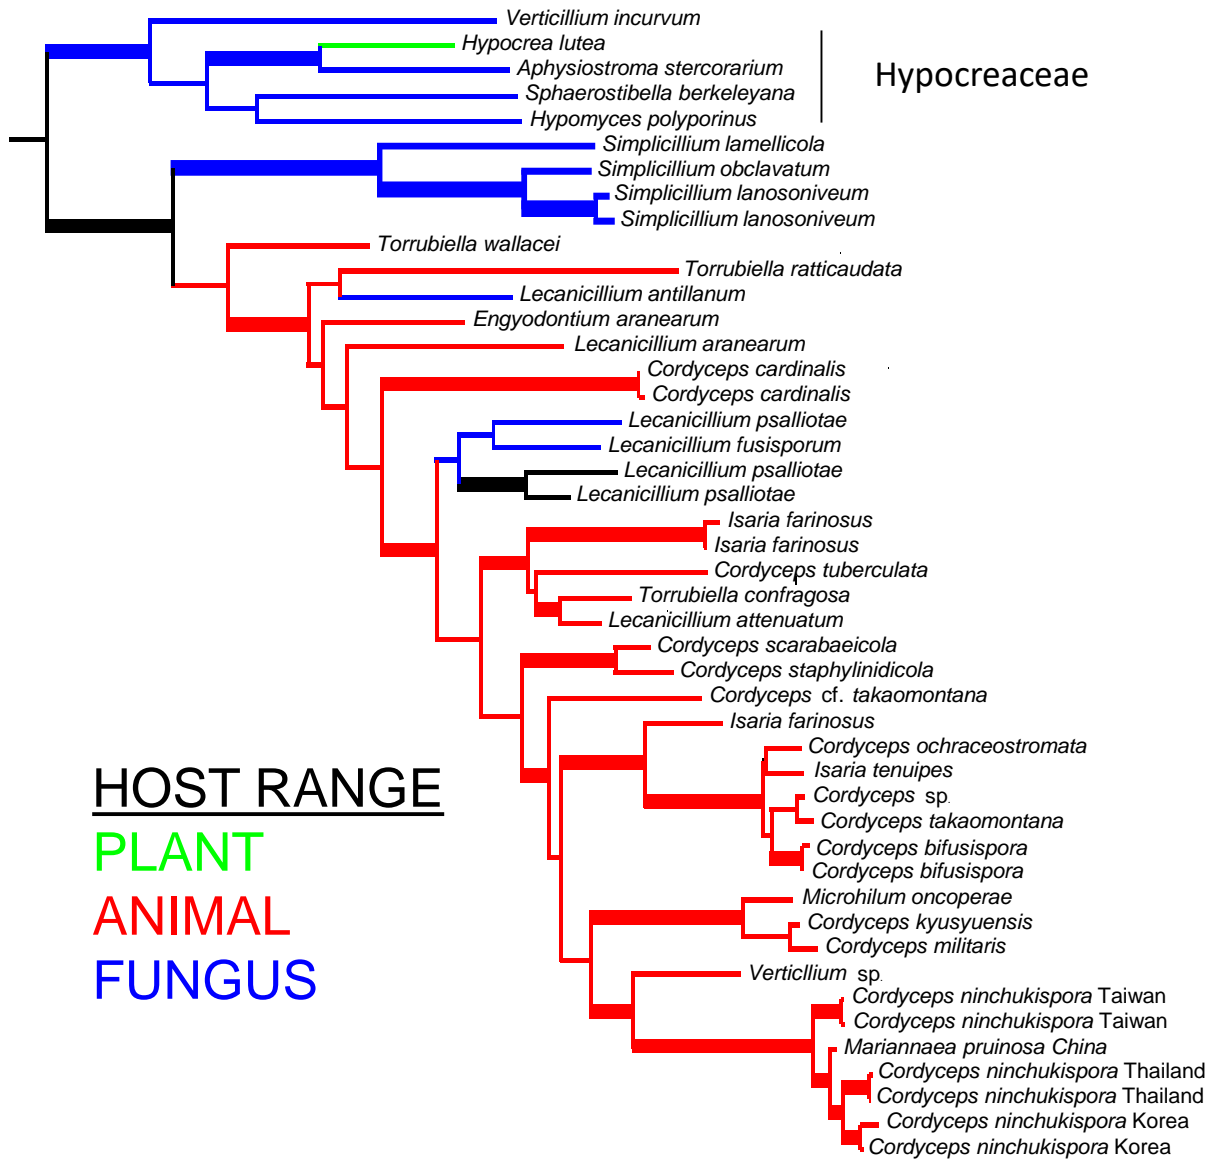 Verticillium incurvum
Hypocrea lutea
Aphysiostroma stercorarium
Sphaerostibella berkeleyana
Hypomyces polyporinus
Hypocreaceae
Simplicillium lamellicola
Simplicillium obclavatum
Simplicillium lanosoniveum
Simplicillium lanosoniveum
Torrubiella wallacei
Torrubiella ratticaudata
Lecanicillium antillanum
Engyodontium aranearum
Lecanicillium aranearum
Cordyceps cardinalis
Cordyceps cardinalis
Lecanicillium psalliotae
Lecanicillium fusisporum
Lecanicillium psalliotae
Lecanicillium psalliotae
Isaria farinosus
Isaria farinosus
Cordyceps tuberculata
Torrubiella confragosa
Lecanicillium attenuatum
Cordyceps scarabaeicola
Cordyceps staphylinidicola
Cordyceps cf. takaomontana
Isaria farinosus
Cordyceps ochraceostromata
Isaria tenuipes
Cordyceps sp.
Cordyceps takaomontana
Cordyceps bifusispora
Cordyceps bifusispora
Microhilum oncoperae
Cordyceps kyusyuensis
Cordyceps militaris
Verticllium sp.
Cordyceps ninchukispora Taiwan
Cordyceps ninchukispora Taiwan
Mariannaea pruinosa China
Cordyceps ninchukispora Thailand
Cordyceps ninchukispora Thailand
Cordyceps ninchukispora Korea
Cordyceps ninchukispora Korea
HOST RANGE
PLANT
ANIMAL
FUNGUS